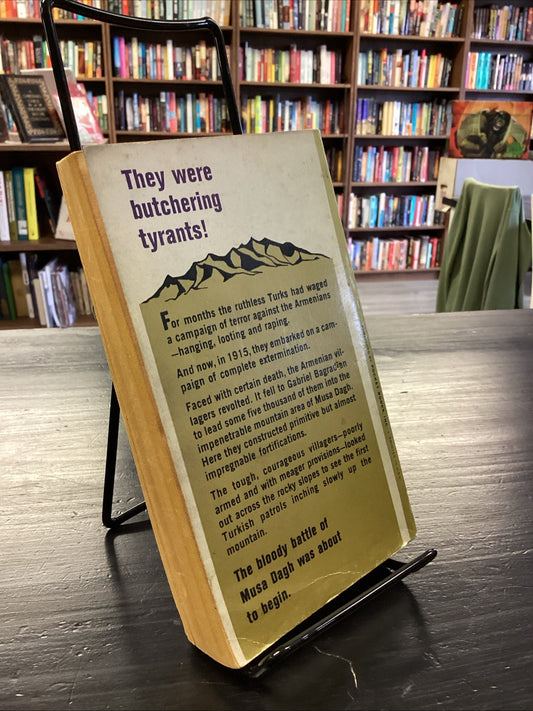 They were
butchering
tyrants!
For months the ruthless Turks had waged
a campaign of terror against the Armenians
—hanging, looting and raping.
And now, in 1915, they embarked on a cam-
paign of complete extermination.
Faced with certain death, the Armenian vil-
lagers revolted. It fell to Gabriel Bagradian
to lead some five thousand of them into the
impenetrable mountain area of Musa Dagh.
Here they constructed primitive but almost
impregnable fortifications.
The tough, courageous villagers—poorly
armed and with meager provisions—looked
out across the rocky slopes to see the first
Turkish patrols inching slowly up the
mountain.
The bloody battle of
Musa Dagh was about
to begin.